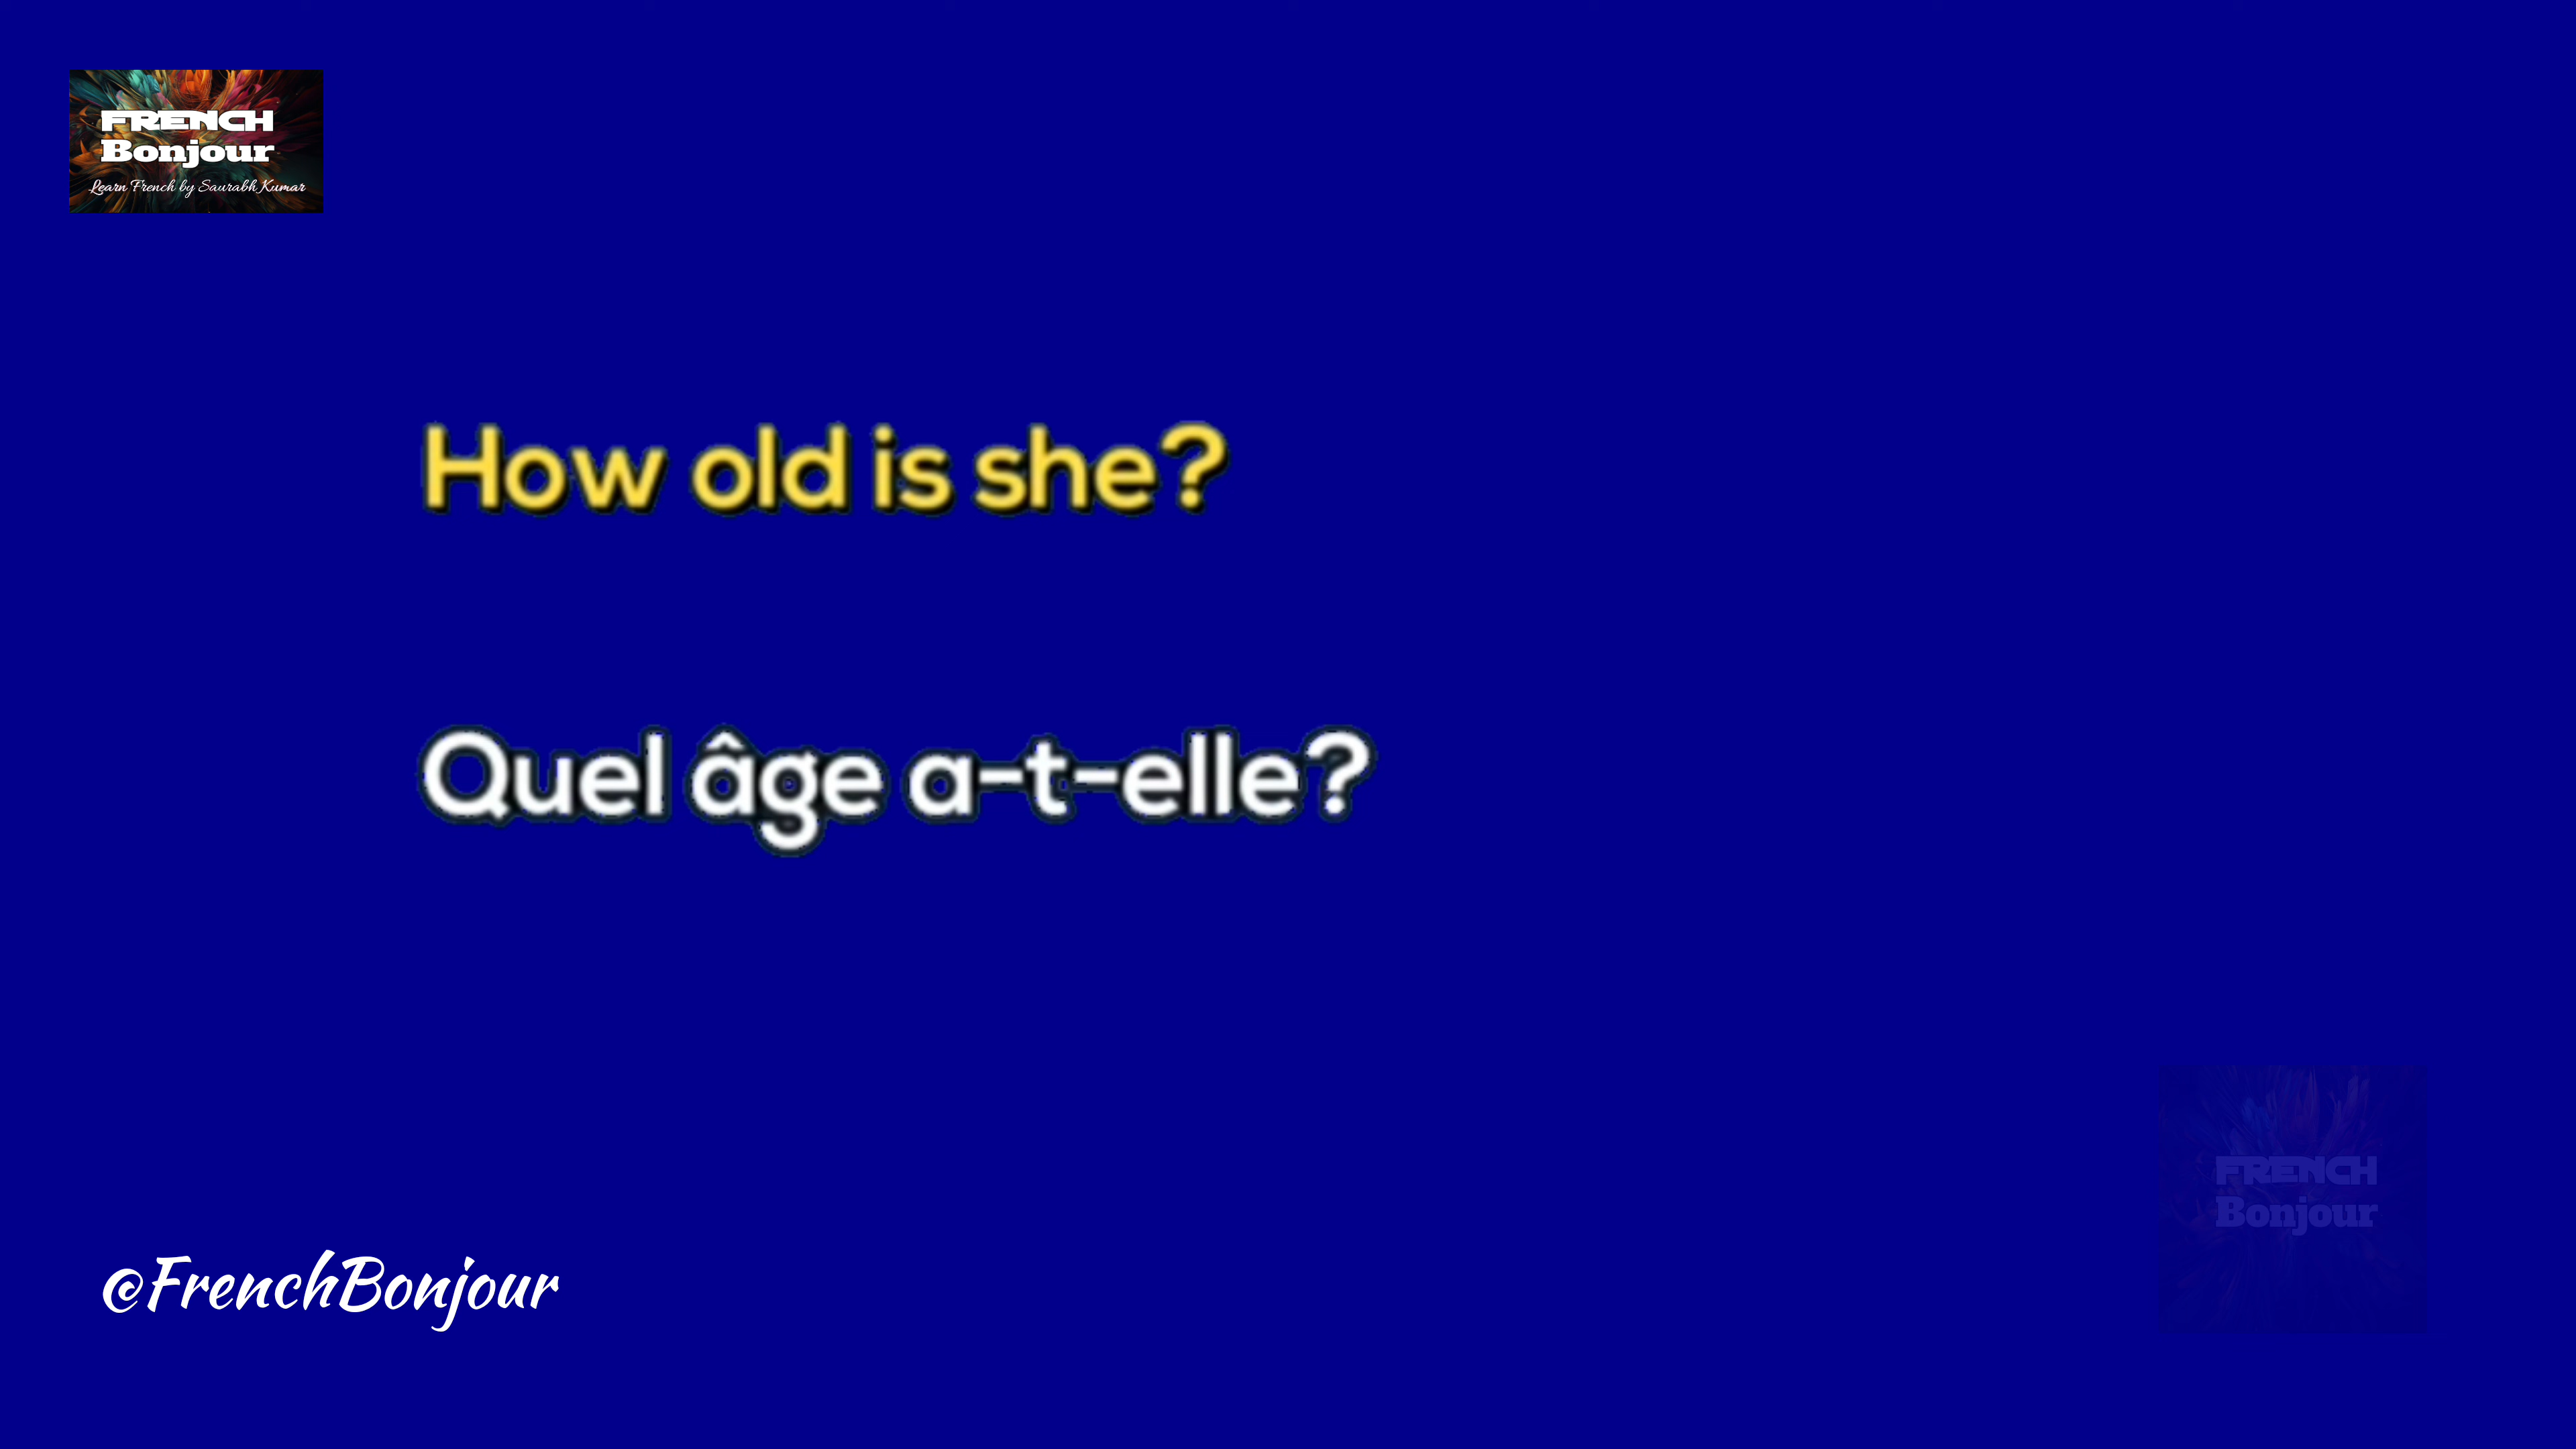 FRENCH
Bonjour
Learn French by Saurabh Kumar
How old is she?
Quel âge a-t-elle?
FRENCH
Bonjour
@FrenchBonjour